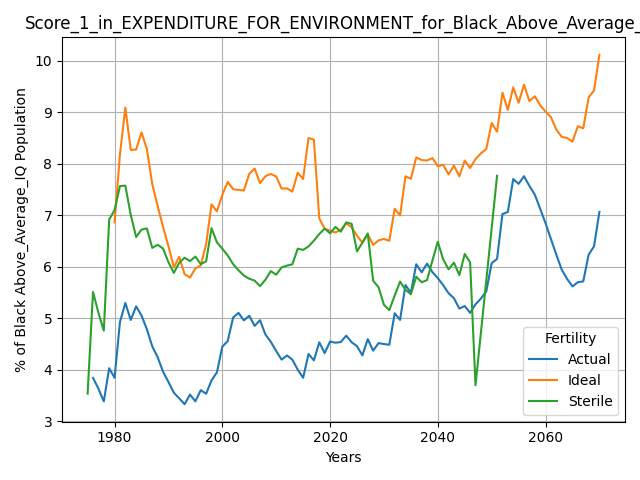 Score_1_in_EXPENDITURE_FOR_ENVIRONMENT_for_Black_Above_Average_
% of Black Above_Average_IQ Population
10
9
8
7
6
5
4
3
1980
2000
2020
2040
2060
Years
Fertility
Actual
Ideal
Sterile